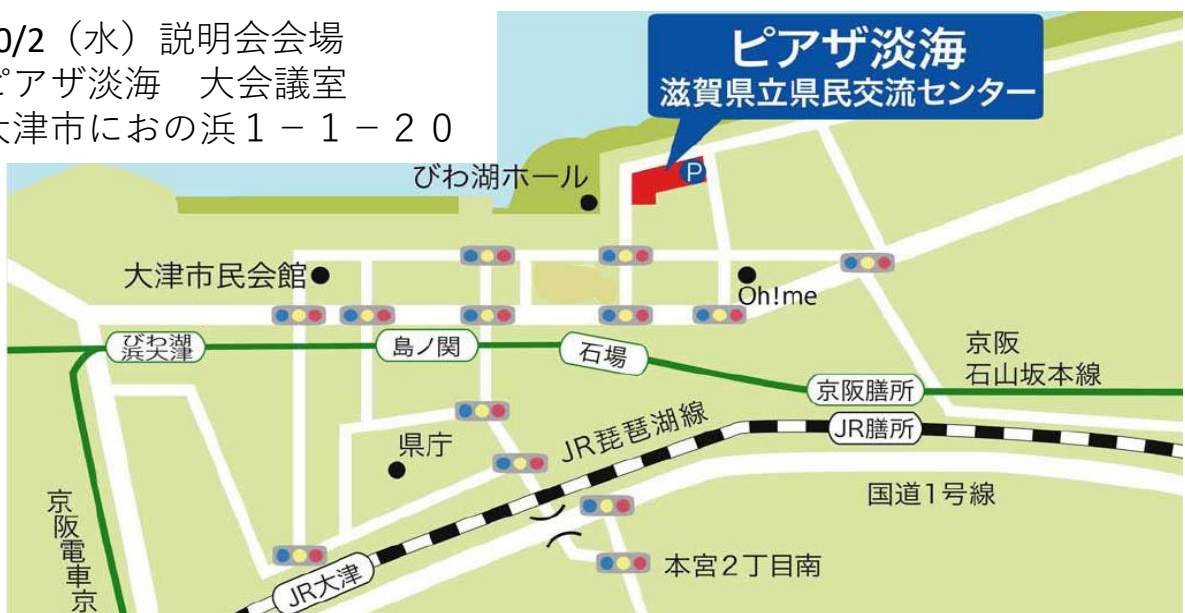 0/2（水）説明会会場
ピアザ淡海　大会議室
大津市におの浜１－１－２０
ピアザ淡海
滋賀県立県民交流センター
P
びわ湖ホール
大津市民会館
Oh!me
びわ湖
浜大津
島ノ関
石場
京阪
石山坂本線
京阪膳所
JR膳所
JR琵琶湖線
県庁
国道1号線
京阪電車京
本宮2丁目南
JR大津